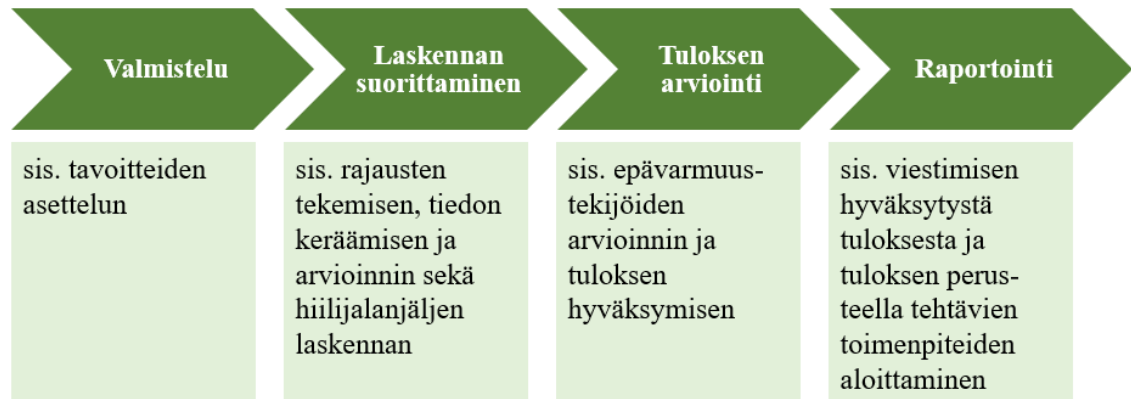 Valmistelu
Laskennan
suorittaminen
Tuloksen
arviointi
Raportointi
sis. tavoitteiden
asettelun
sis. rajausten
tekemisen, tiedon
keräämisen ja
arvioinnin sekä
hiilijalanjäljen
laskennan
sis. epävarmuus-
tekijöiden
arvioinnin ja
tuloksen
hyväksymisen
sis. viestimisen
hyväksytystä
tuloksesta ja
tuloksen perus-
teella tehtävien
toimenpiteiden
aloittaminen